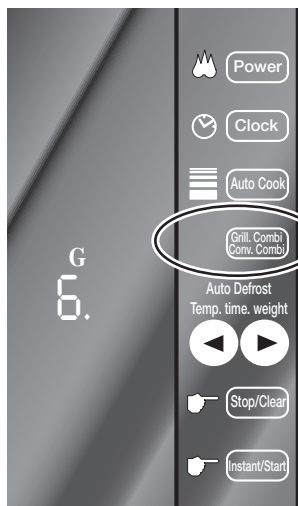 Power
Clock
Auto Cook
Grill. Combi
Conv. Combi
G
6.
Auto Defrost
Temp. time. weight
Stop/Clear
Instant/Start